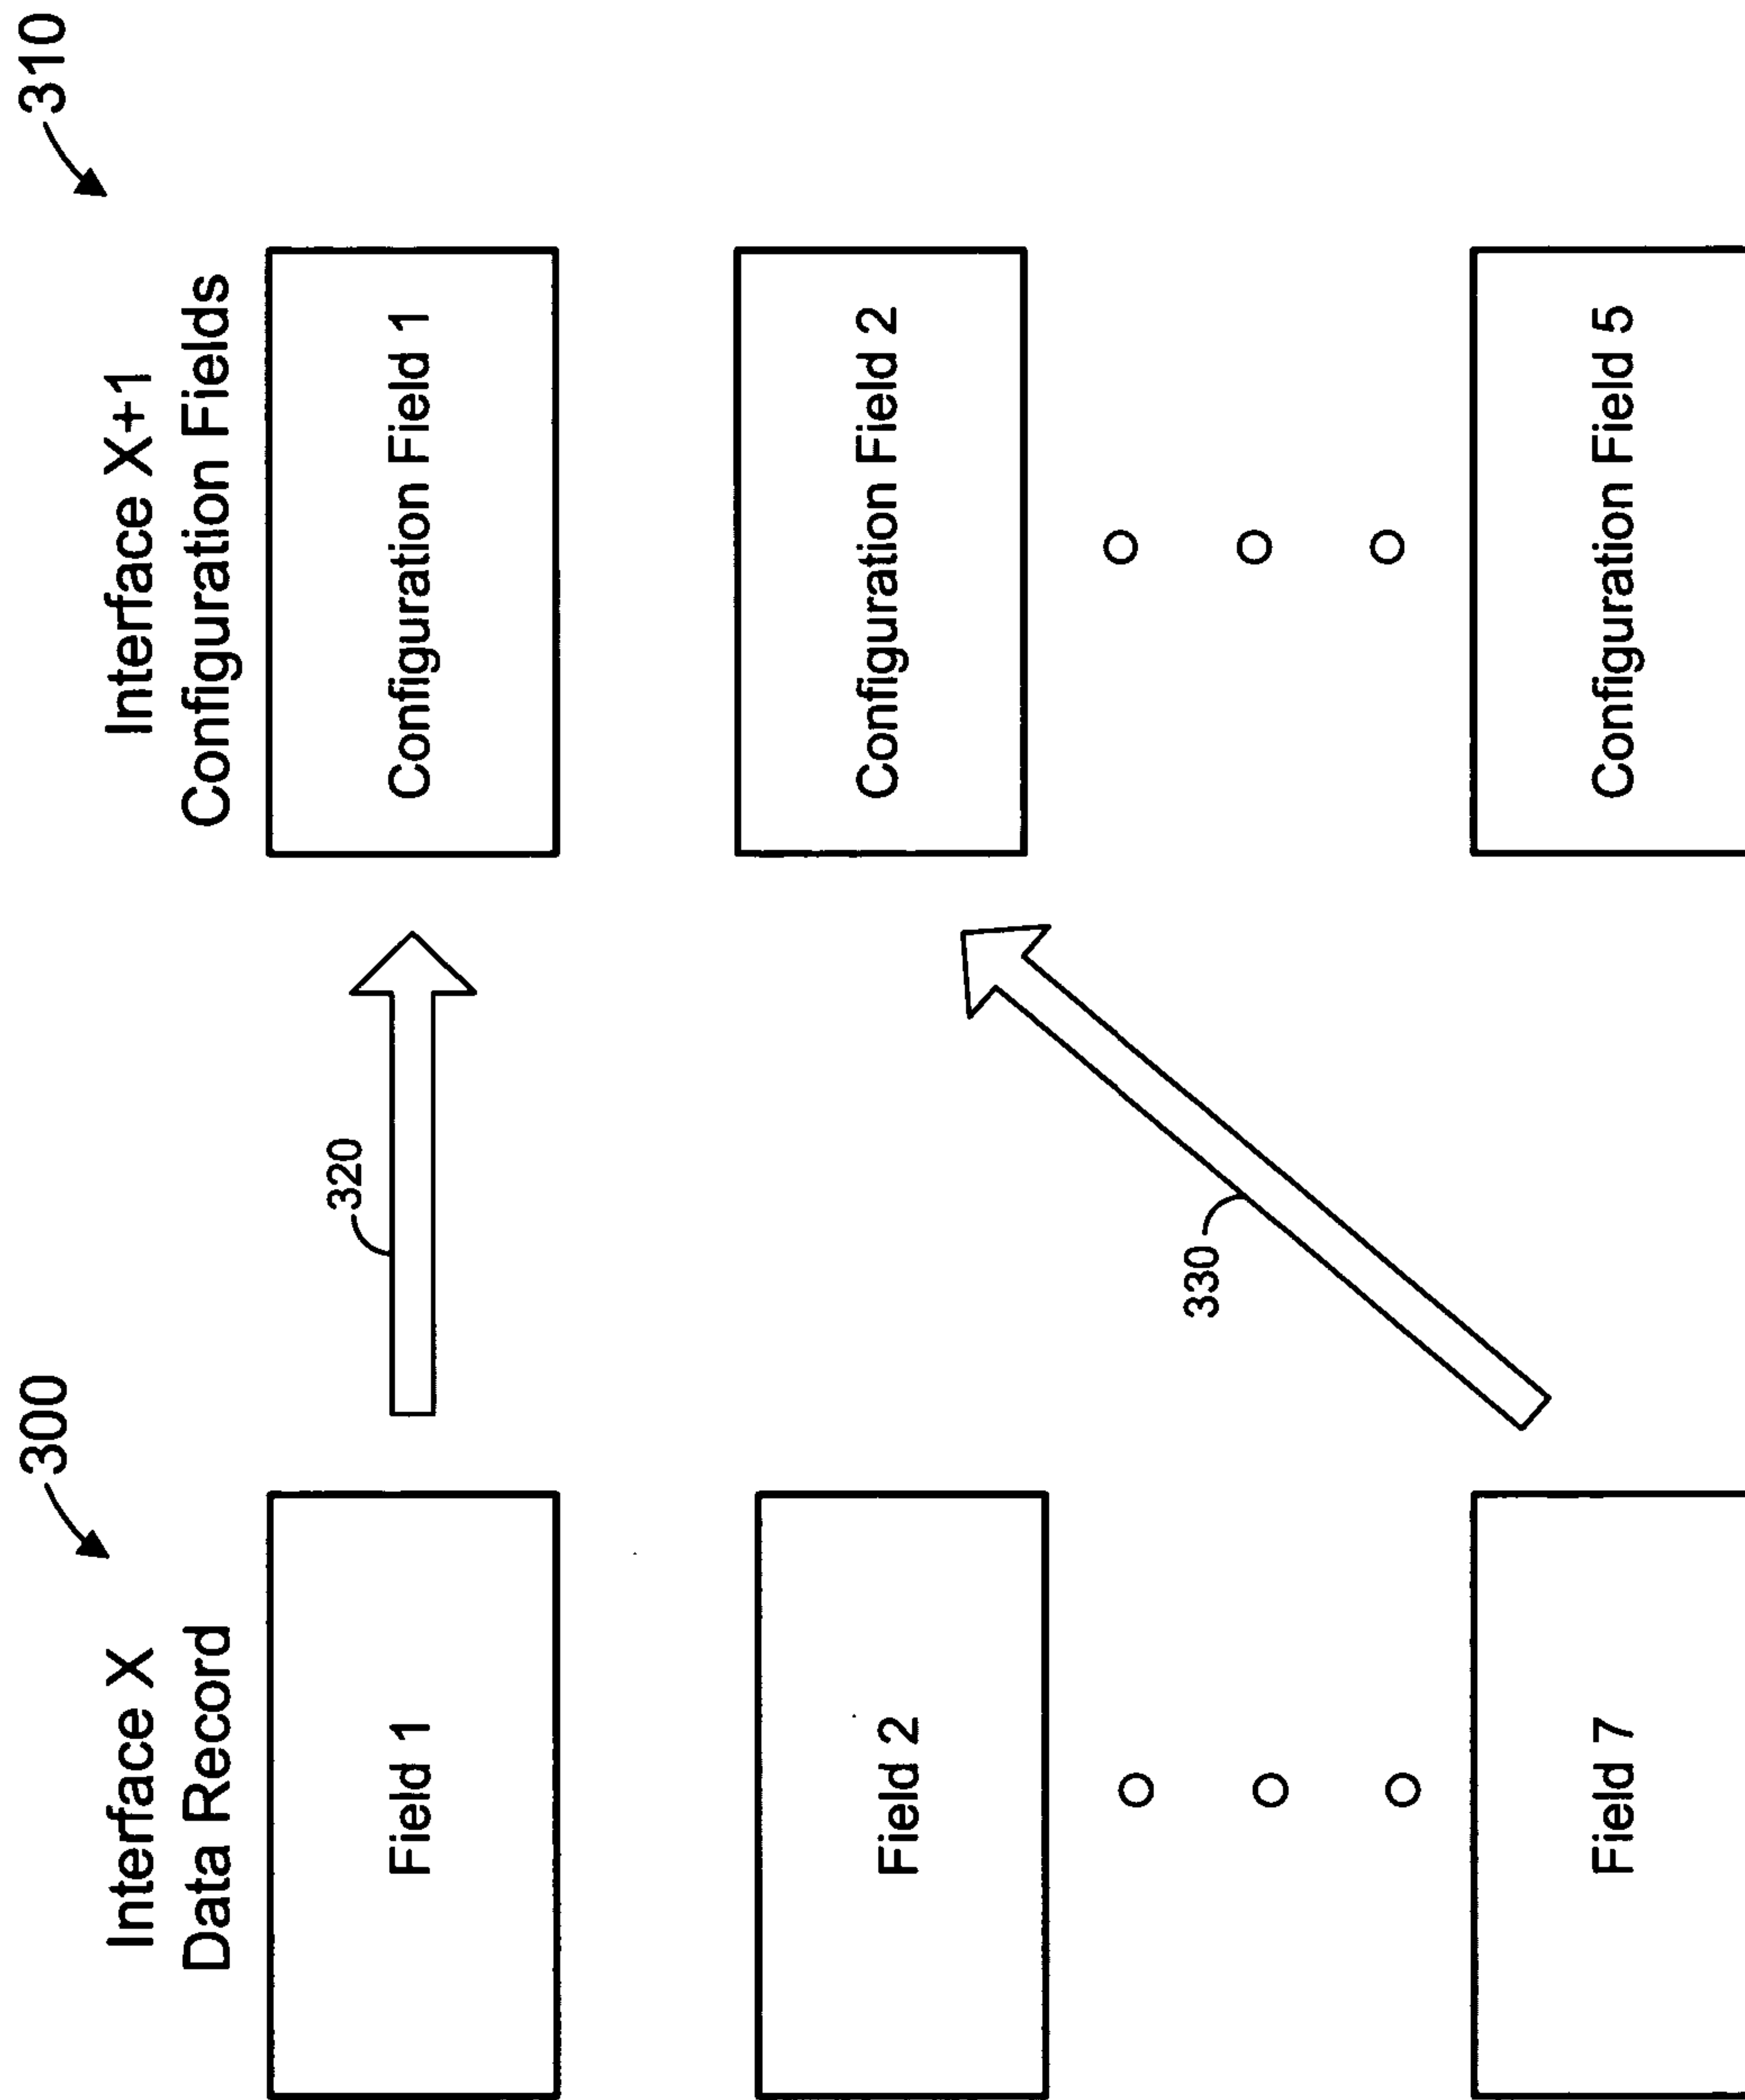 300
310
Interface X
Data Record
Interface X+1
Configuration Fields
Field 1
320
Configuration Field 1
Field 2
Configuration Field 2
330
Field 7
Configuration Field 5